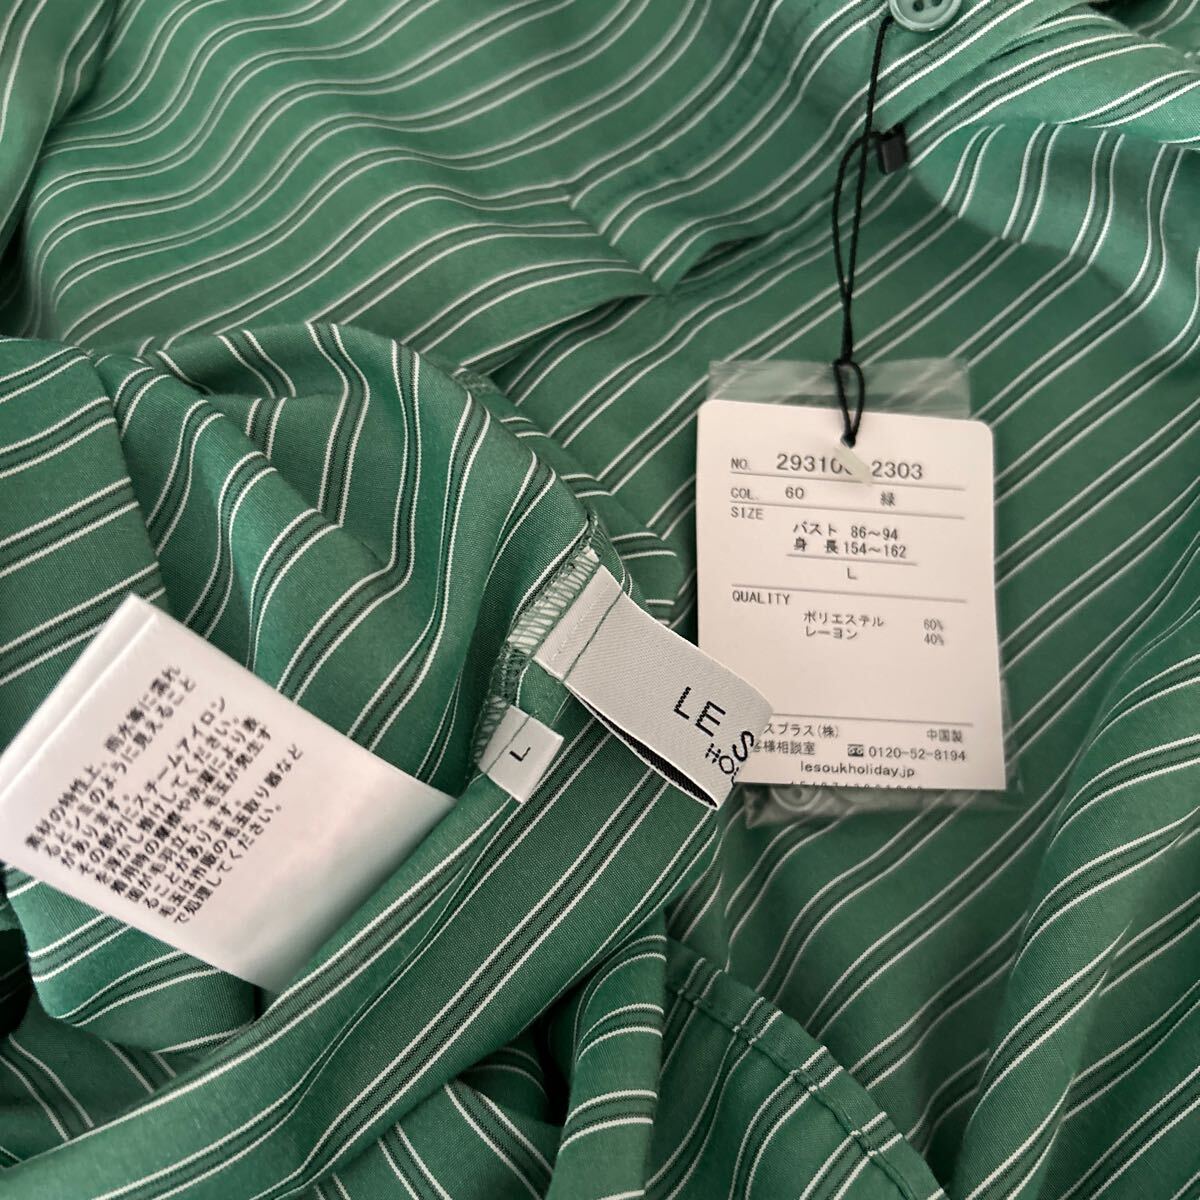 NO. 29310 2303
COL. 60 緑
SIZE
バスト 86〜94
身 長 154〜162
L
QUALITY
ポリエステル 60%
レーヨン 40%
スプラス(株) 中国製
客様相談室 0120-52-8194
lesoukholiday.jp
LE S
HO
L
素材の特性上、雨水等に濡れ
るとシミのように見えること
があります。
その部分にスチームアイロン
を浮かし掛けしてください。
着用時の摩擦やお濯により表
面が毛羽立ち、毛玉が発生す
ることがあります。
毛玉は市販の毛玉取り器など
で処理してください。